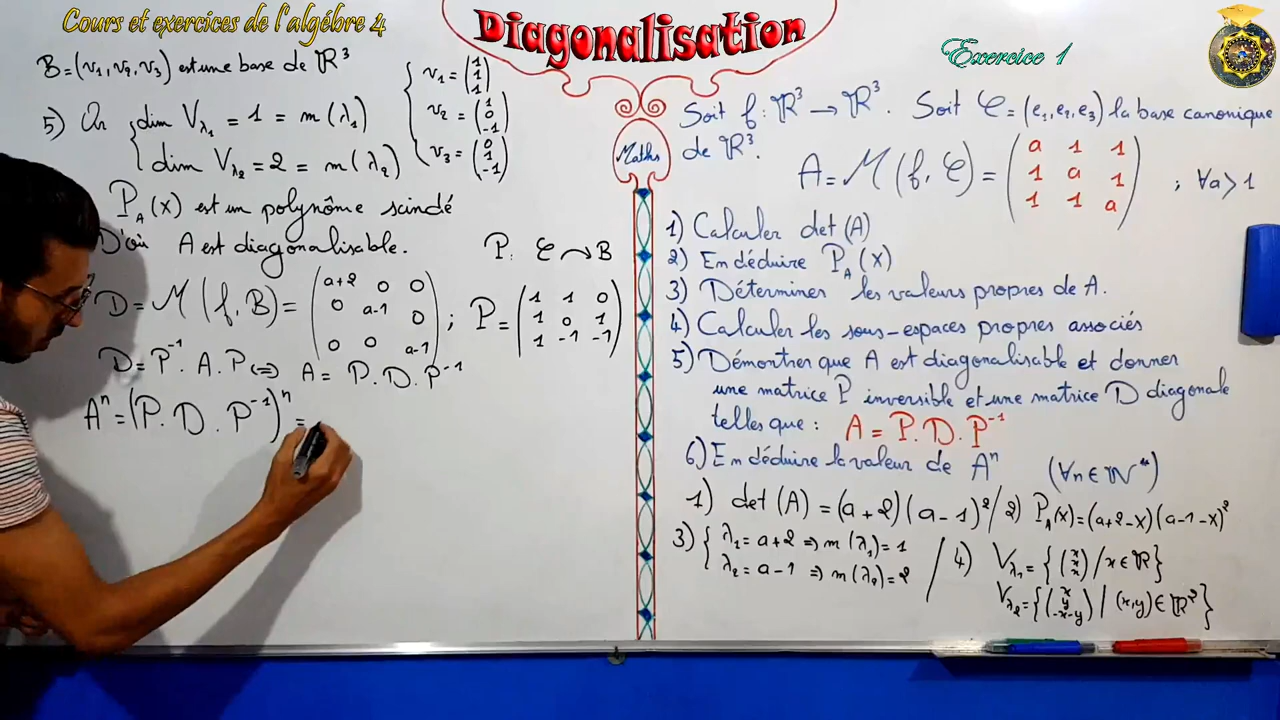 Cours et exercices de l'algébre 4
Diagonalisation
Exercice 1
Maths
B=(v1, v2, v3) est une base de ℝ³
{ v1 = (1 1 1)
v2 = (1 0 -1)
v3 = (0 1 -1)
5) On { dim Vλ1 = 1 = m(λ1)
dim Vλ2 = 2 = m(λ2)
PA(X) est un polynôme scindé
D'où A est diagonalisable.
P: 𝒞 ↷ B
D = M(f, B) = (a+2 0 0
0 a-1 0
0 0 a-1) ; P = (1 1 0
1 0 1
1 -1 -1)
D = P⁻¹. A. P ⟺ A = P. D. P⁻¹
Aⁿ = (P. D. P⁻¹)ⁿ =
Soit f: ℝ³ → ℝ³. Soit 𝒞 = (e1, e2, e3) la base canonique
de ℝ³.
A = M(f, 𝒞) = (a 1 1
1 a 1
1 1 a) ; ∀a > 1
1) Calculer det(A)
2) En déduire PA(X)
3) Déterminer les valeurs propres de A.
4) Calculer les sous-espaces propres associés
5) Démontrer que A est diagonalisable et donner
une matrice P inversible et une matrice D diagonale
telles que : A = P. D. P⁻¹
6) En déduire la valeur de Aⁿ (∀n ∈ ℕ*)
1) det(A) = (a+2)(a-1)² / 2) PA(X) = (a+2-X)(a-1-X)²
3) { λ1 = a+2 ⇒ m(λ1) = 1
λ2 = a-1 ⇒ m(λ2) = 2
/ 4) Vλ1 = {(x x x) / x ∈ ℝ}
Vλ2 = {(x y -x-y) / (x,y) ∈ ℝ²}